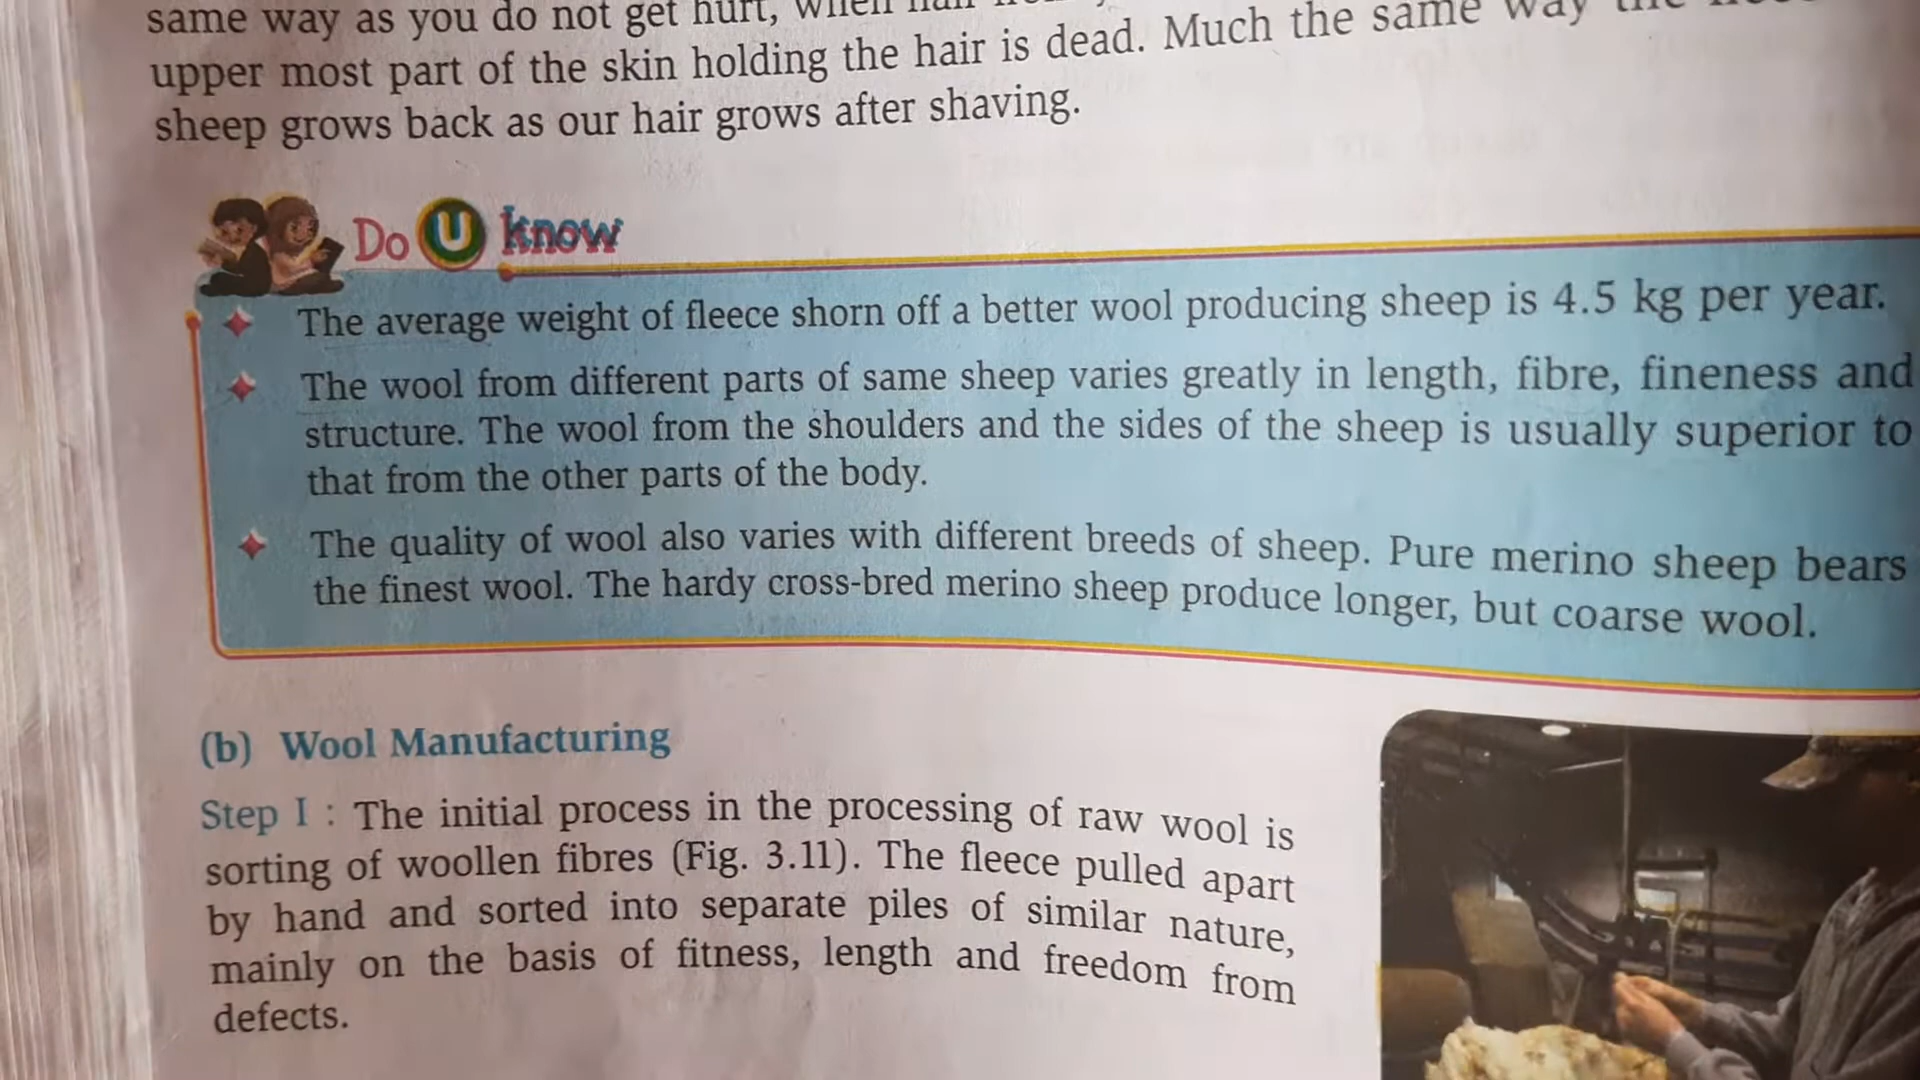 same way as you do not get hurt, when hair
upper most part of the skin holding the hair is dead. Much the same way the
sheep grows back as our hair grows after shaving.
Do U know
The average weight of fleece shorn off a better wool producing sheep is 4.5 kg per year.
The wool from different parts of same sheep varies greatly in length, fibre, fineness and
structure. The wool from the shoulders and the sides of the sheep is usually superior to
that from the other parts of the body.
The quality of wool also varies with different breeds of sheep. Pure merino sheep bears
the finest wool. The hardy cross-bred merino sheep produce longer, but coarse wool.
(b) Wool Manufacturing
Step I : The initial process in the processing of raw wool is
sorting of woollen fibres (Fig. 3.11). The fleece pulled apart
by hand and sorted into separate piles of similar nature,
mainly on the basis of fitness, length and freedom from
defects.